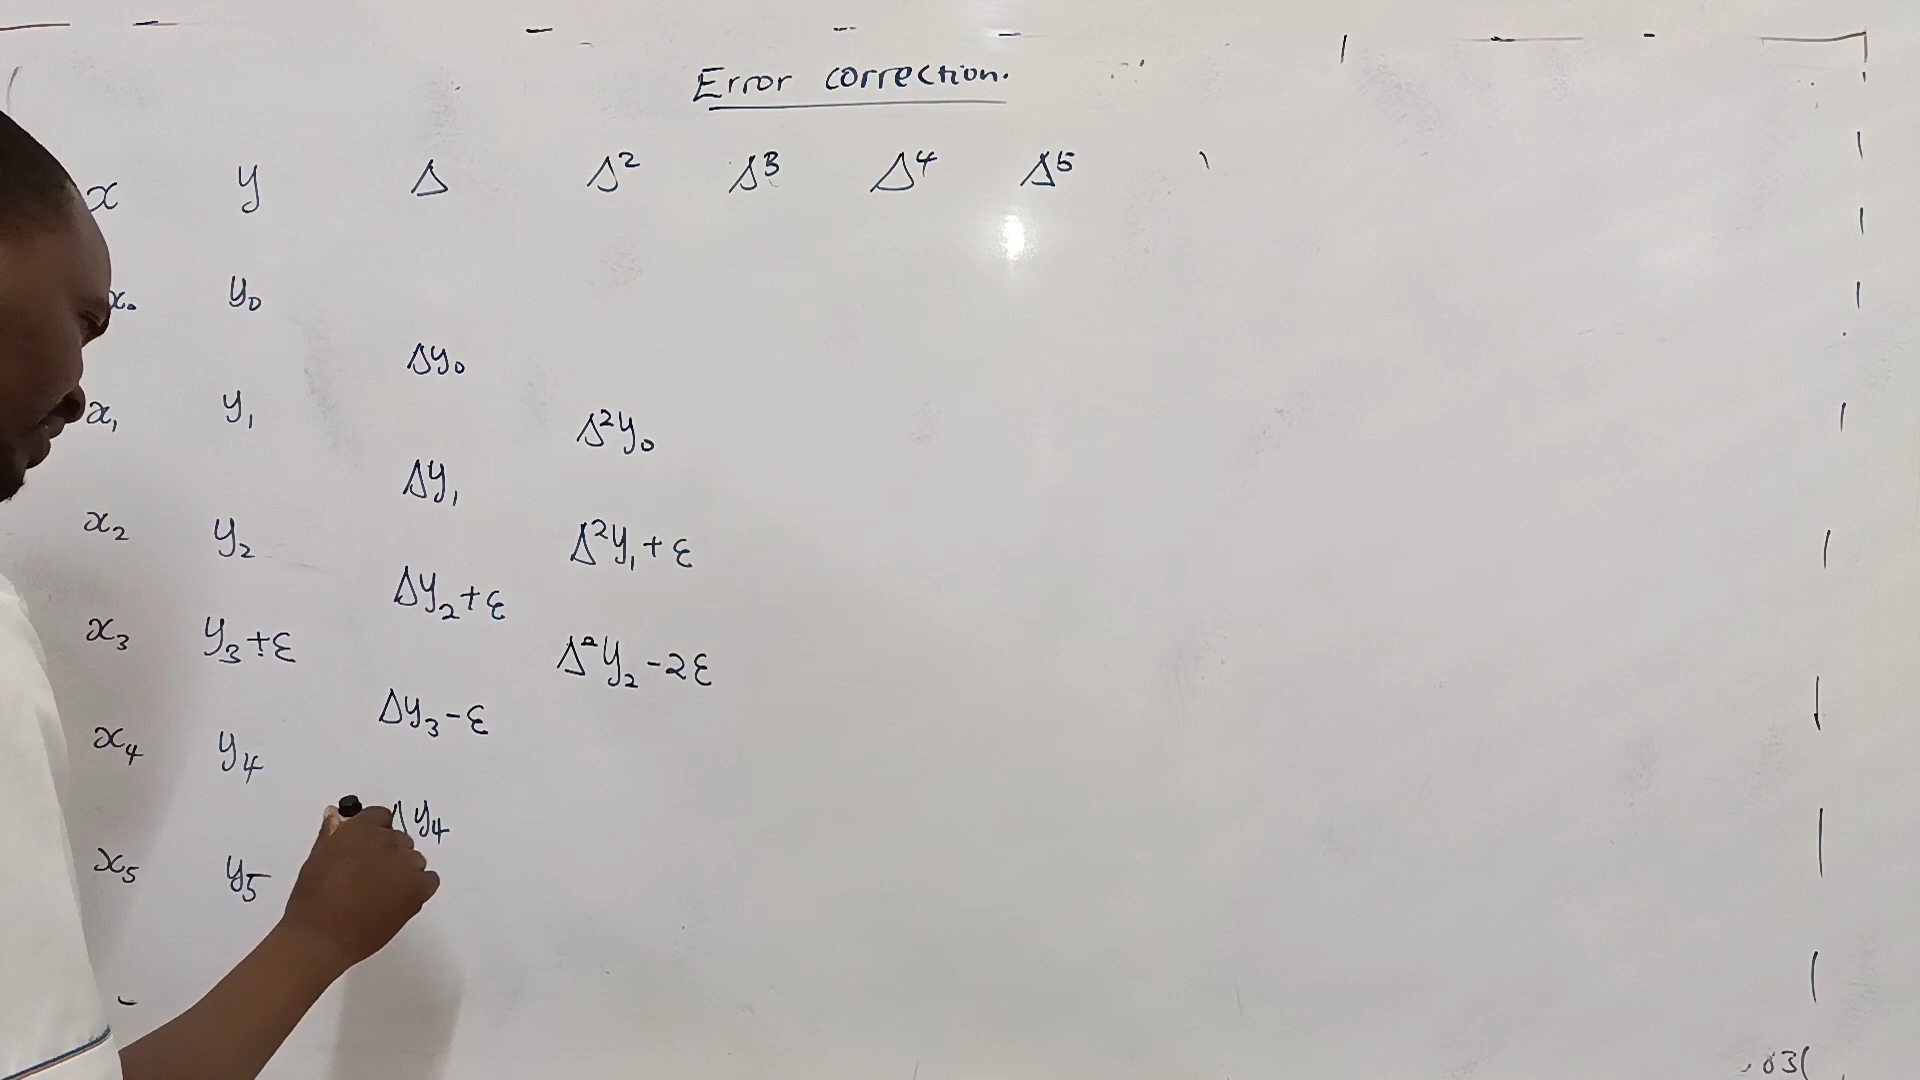 Error correction.
x y Δ Δ² Δ³ Δ⁴ Δ⁵
x₀ y₀
Δy₀
x₁ y₁
Δ²y₀
Δy₁
x₂ y₂
Δ²y₁+ε
Δy₂+ε
x₃ y₃+ε
Δ²y₂-2ε
Δy₃-ε
x₄ y₄
Δy₄
x₅ y₅